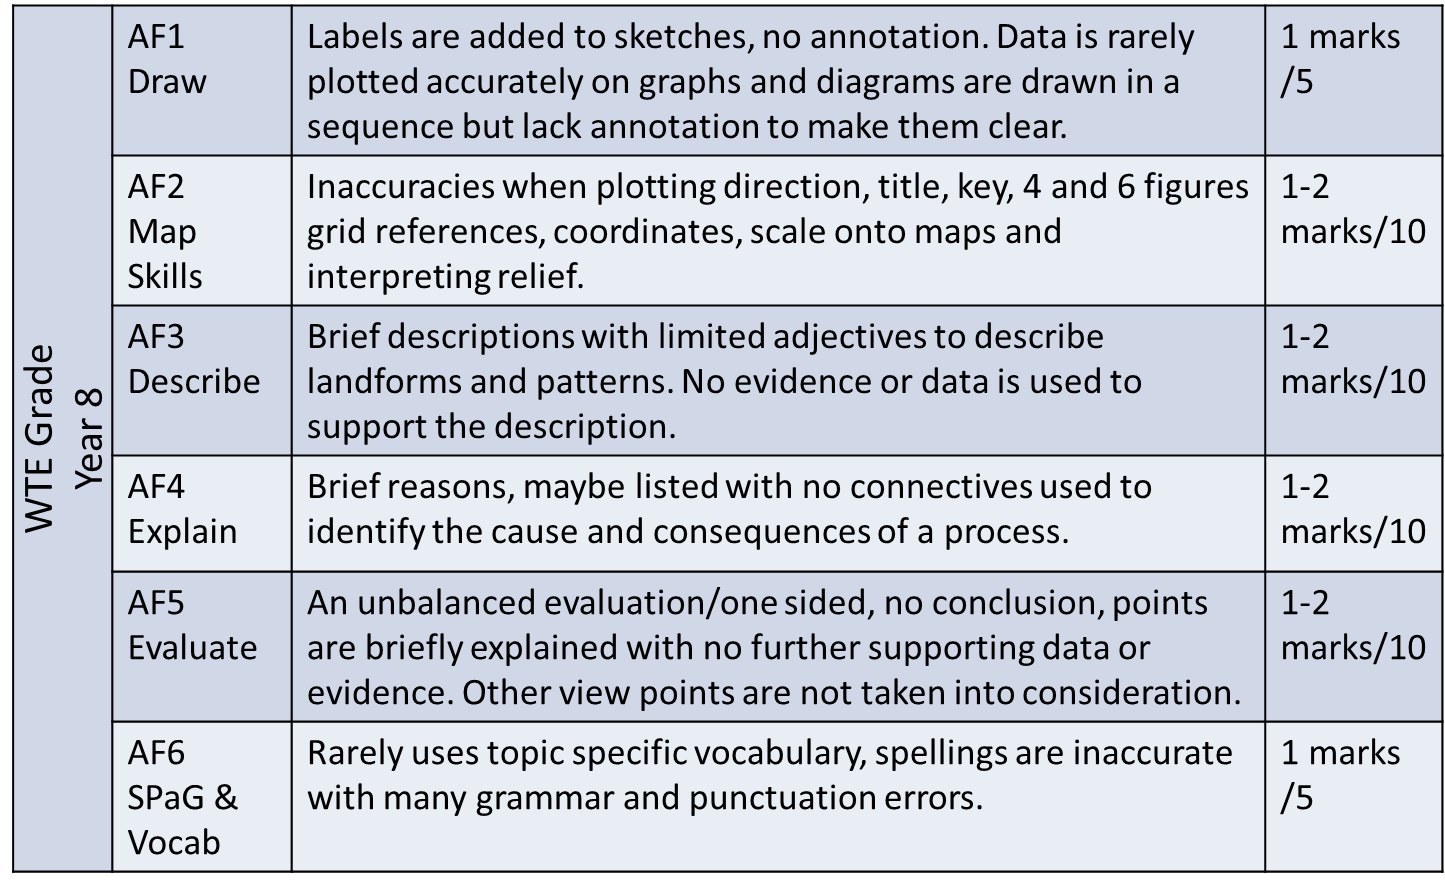 WTE Grade
Year 8
AF1
Draw
Labels are added to sketches, no annotation. Data is rarely
plotted accurately on graphs and diagrams are drawn in a
sequence but lack annotation to make them clear.
1 marks
/5
AF2
Map
Skills
Inaccuracies when plotting direction, title, key, 4 and 6 figures
grid references, coordinates, scale onto maps and
interpreting relief.
1-2
marks/10
AF3
Describe
Brief descriptions with limited adjectives to describe
landforms and patterns. No evidence or data is used to
support the description.
1-2
marks/10
AF4
Explain
Brief reasons, maybe listed with no connectives used to
identify the cause and consequences of a process.
1-2
marks/10
AF5
Evaluate
An unbalanced evaluation/one sided, no conclusion, points
are briefly explained with no further supporting data or
evidence. Other view points are not taken into consideration.
1-2
marks/10
AF6
SPaG &
Vocab
Rarely uses topic specific vocabulary, spellings are inaccurate
with many grammar and punctuation errors.
1 marks
/5